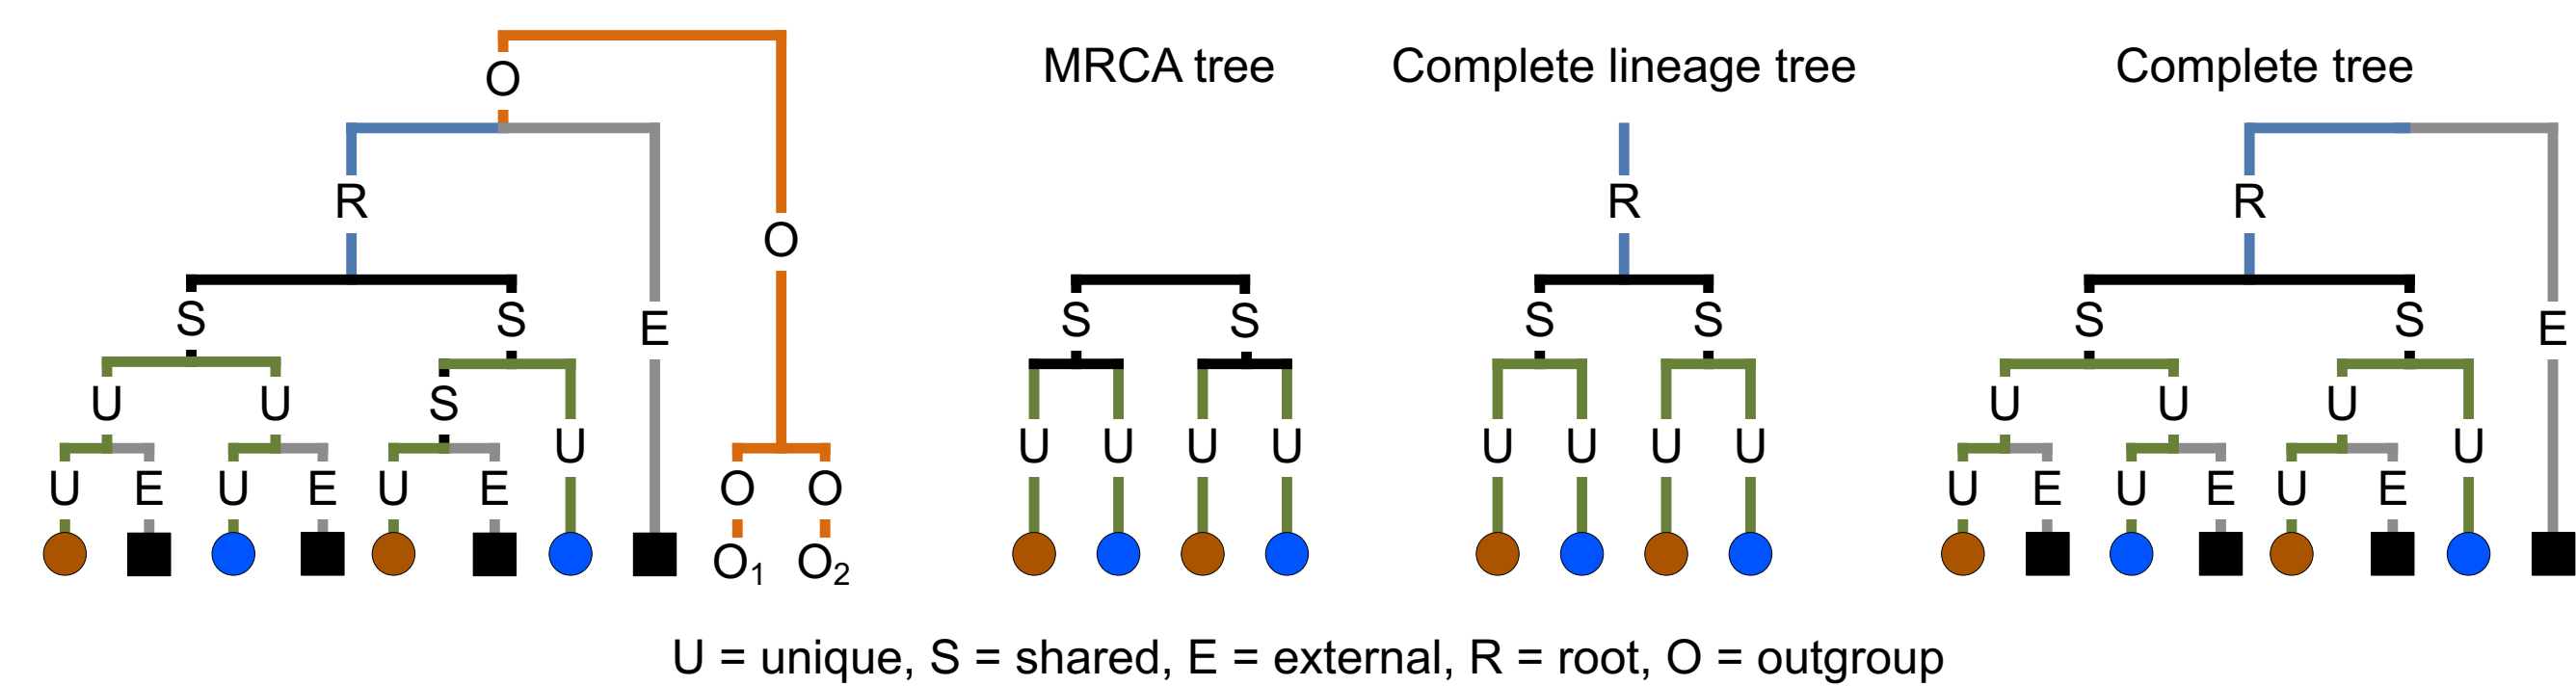 MRCA tree Complete lineage tree Complete tree
O
R R R
O
S S E S S S S S S E
U U S U U U
U U U U U U U U U U
U E U E U E O O U E U E U E
O1 O2
U = unique, S = shared, E = external, R = root, O = outgroup